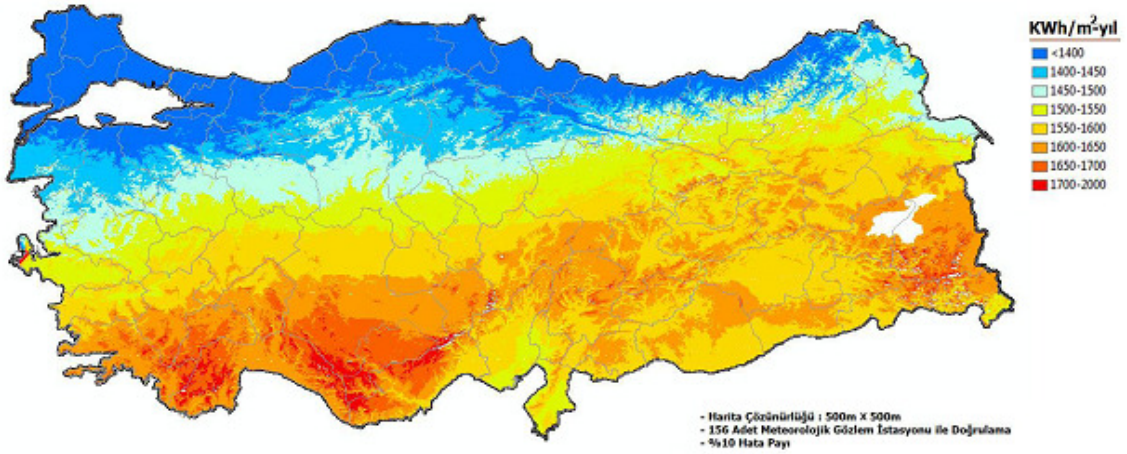 KWh/m²-yıl
<1400
1400-1450
1450-1500
1500-1550
1550-1600
1600-1650
1650-1700
1700-2000
- Harita Çözünürlüğü : 500m X 500m
- 156 Adet Meteorolojik Gözlem İstasyonu ile Doğrulama
- %10 Hata Payı